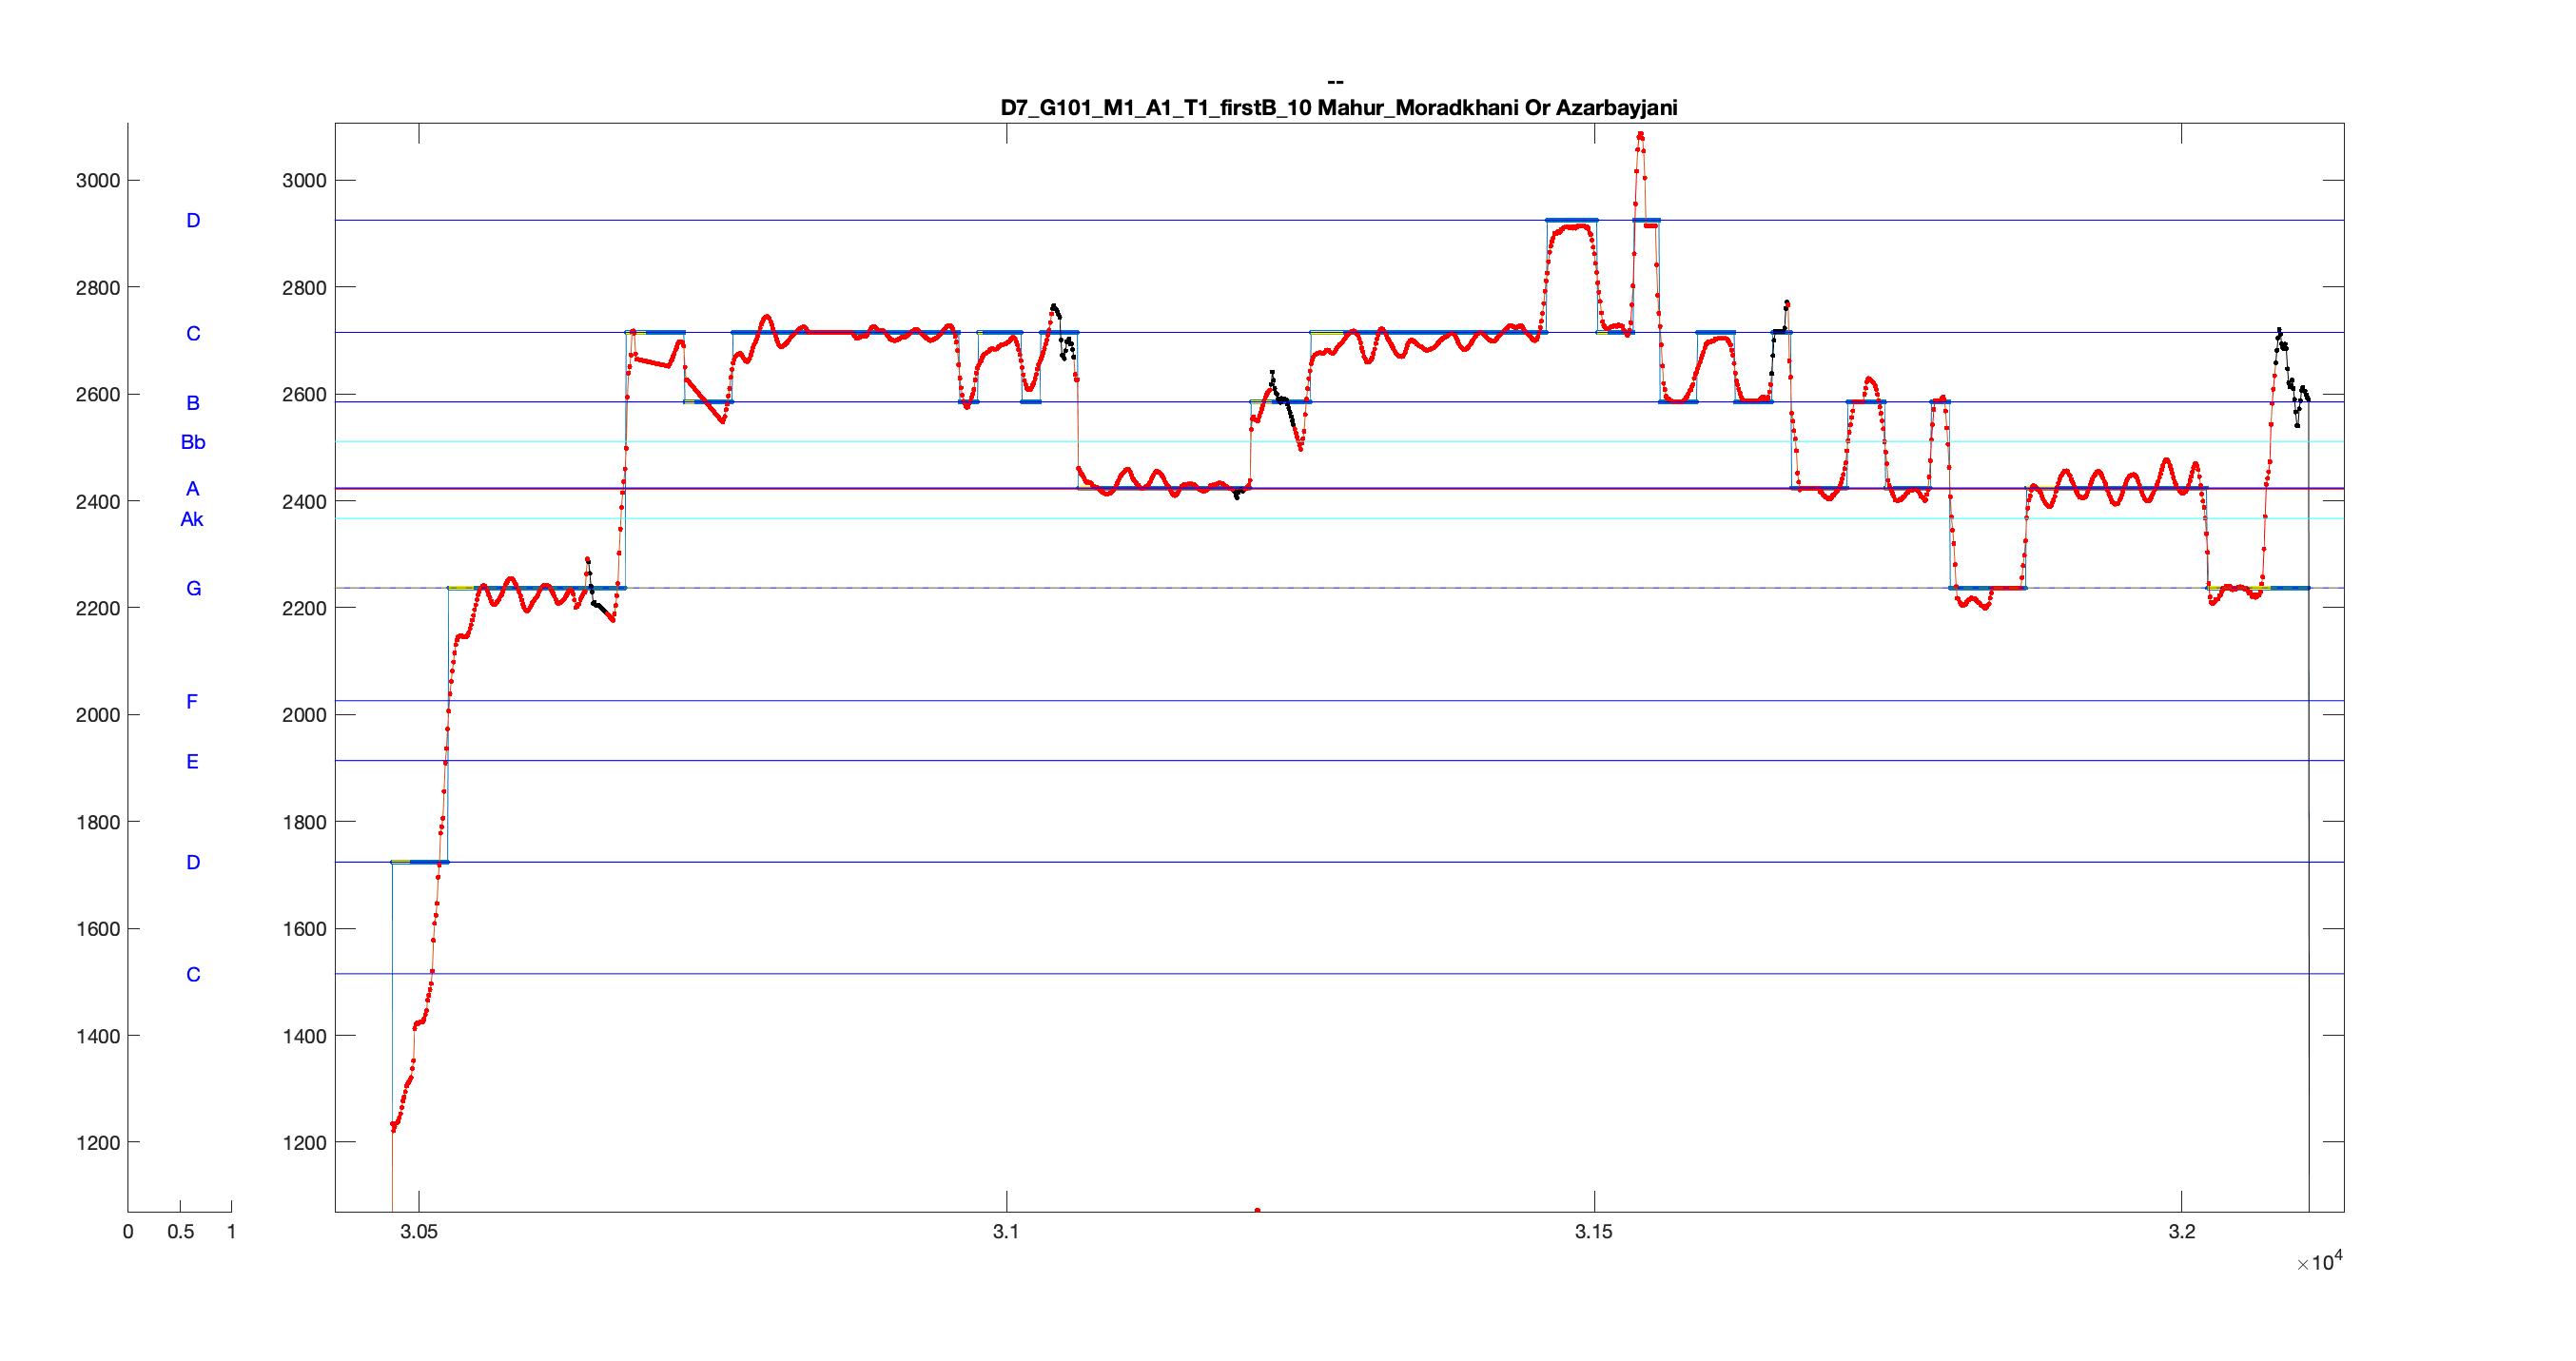 --
D7_G101_M1_A1_T1_firstB_10 Mahur_Moradkhani Or Azarbayjani
3000 3000
D
2800 2800
C
2600 2600
B
Bb
A
2400 2400
Ak
G
2200 2200
F
2000 2000
E
1800 1800
D
1600 1600
C
1400 1400
1200 1200
0 0.5 1 3.05 3.1 3.15 3.2
×10^4